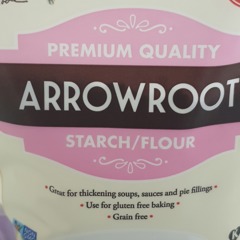 PREMIUM QUALITY
ARROWROOT
STARCH/FLOUR
* Great for thickening soups, sauces and pie fillings *
* Use for gluten free baking *
* Grain free *